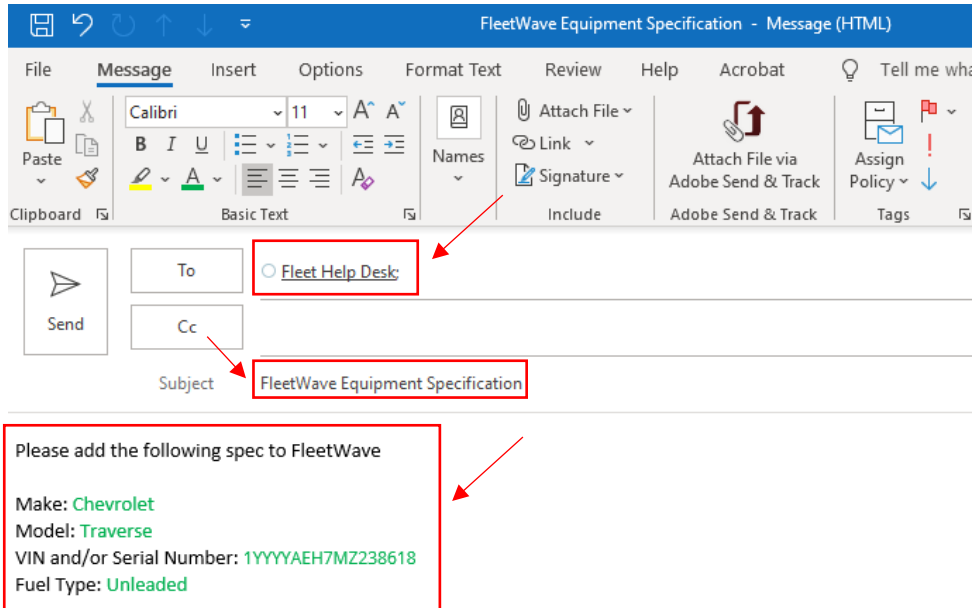 FleetWave Equipment Specification - Message (HTML)
File Message Insert Options Format Text Review Help Acrobat Tell me wha
Paste
Calibri 11 A A
B I U A
Names
Attach File
Link
Signature
Attach File via
Adobe Send & Track
Assign
Policy
Clipboard Basic Text Include Adobe Send & Track Tags
Send
To Fleet Help Desk;
Cc
Subject FleetWave Equipment Specification
Please add the following spec to FleetWave
Make: Chevrolet
Model: Traverse
VIN and/or Serial Number: 1YYYYAEH7MZ238618
Fuel Type: Unleaded